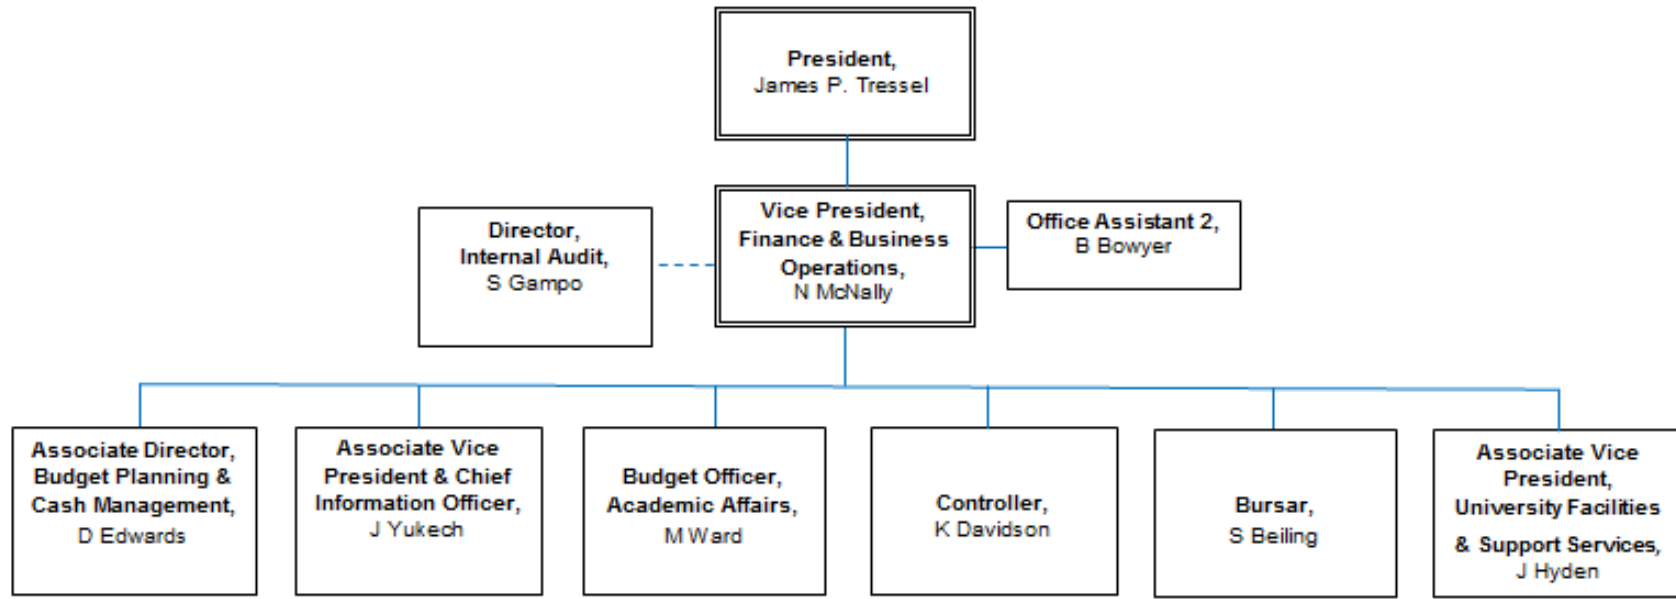 President,
James P. Tressel
Director,
Internal Audit,
S Gampo
Vice President,
Finance & Business
Operations,
N McNally
Office Assistant 2,
B Bowyer
Associate Director,
Budget Planning &
Cash Management,
D Edwards
Associate Vice
President & Chief
Information Officer,
J Yukech
Budget Officer,
Academic Affairs,
M Ward
Controller,
K Davidson
Bursar,
S Beiling
Associate Vice
President,
University Facilities
& Support Services,
J Hyden